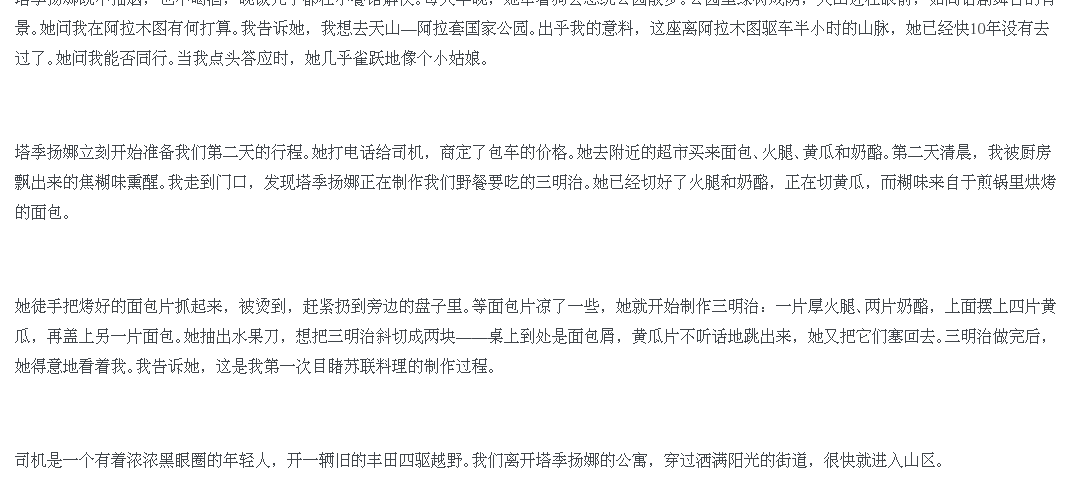 景。她问我在阿拉木图有何打算。我告诉她，我想去天山—阿拉套国家公园。出乎我的意料，这座离阿拉木图驱车半小时的山脉，她已经快10年没有去
过了。她问我能否同行。当我点头答应时，她几乎雀跃地像个小姑娘。
塔季扬娜立刻开始准备我们第二天的行程。她打电话给司机，商定了包车的价格。她去附近的超市买来面包、火腿、黄瓜和奶酪。第二天清晨，我被厨房
飘出来的焦糊味熏醒。我走到门口，发现塔季扬娜正在制作我们野餐要吃的三明治。她已经切好了火腿和奶酪，正在切黄瓜，而糊味来自于煎锅里烘烤
的面包。
她徒手把烤好的面包片抓起来，被烫到，赶紧扔到旁边的盘子里。等面包片凉了一些，她就开始制作三明治：一片厚火腿、两片奶酪，上面摆上四片黄
瓜，再盖上另一片面包。她抽出水果刀，想把三明治斜切成两块——桌上到处是面包屑，黄瓜片不听话地跳出来，她又把它们塞回去。三明治做完后，
她得意地看着我。我告诉她，这是我第一次目睹苏联料理的制作过程。
司机是一个有着浓浓黑眼圈的年轻人，开一辆旧的丰田四驱越野。我们离开塔季扬娜的公寓，穿过洒满阳光的街道，很快就进入山区。